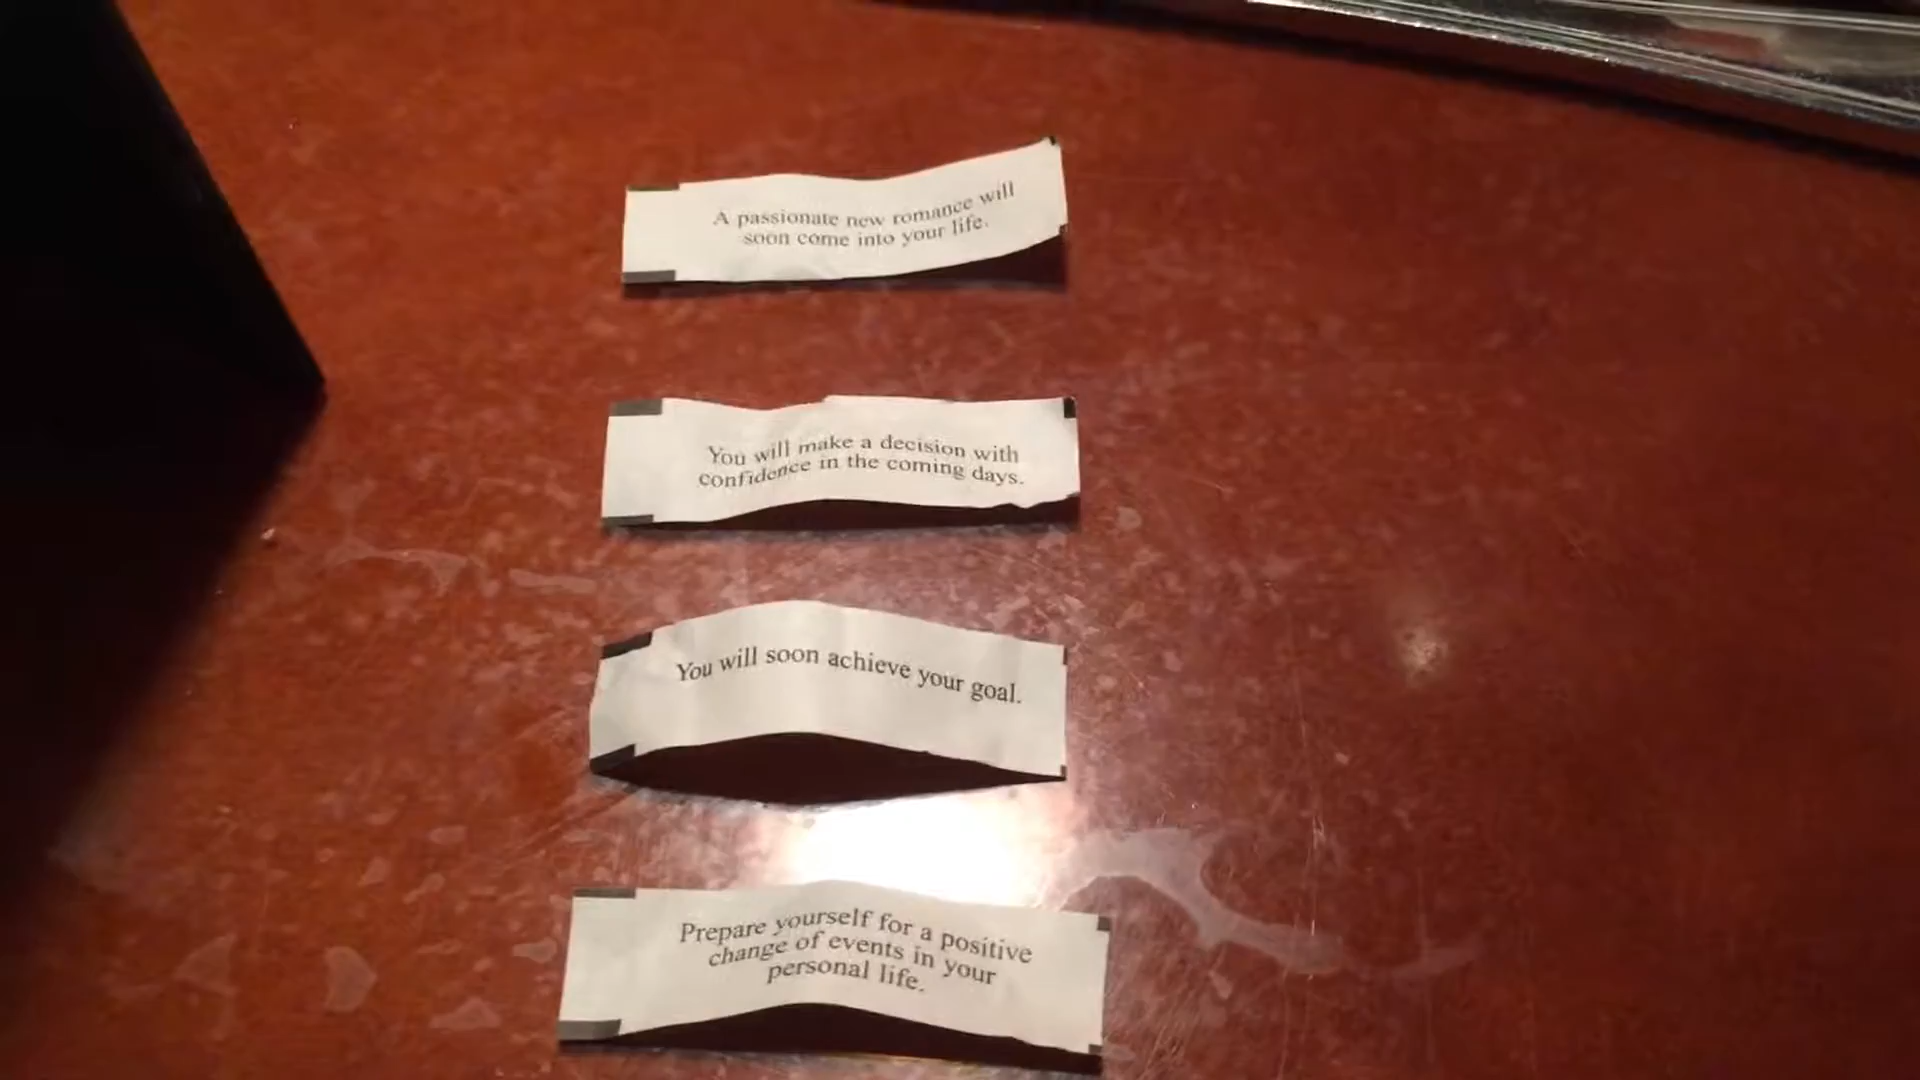 A passionate new romance will
soon come into your life.
You will make a decision with
confidence in the coming days.
You will soon achieve your goal.
Prepare yourself for a positive
change of events in your
personal life.